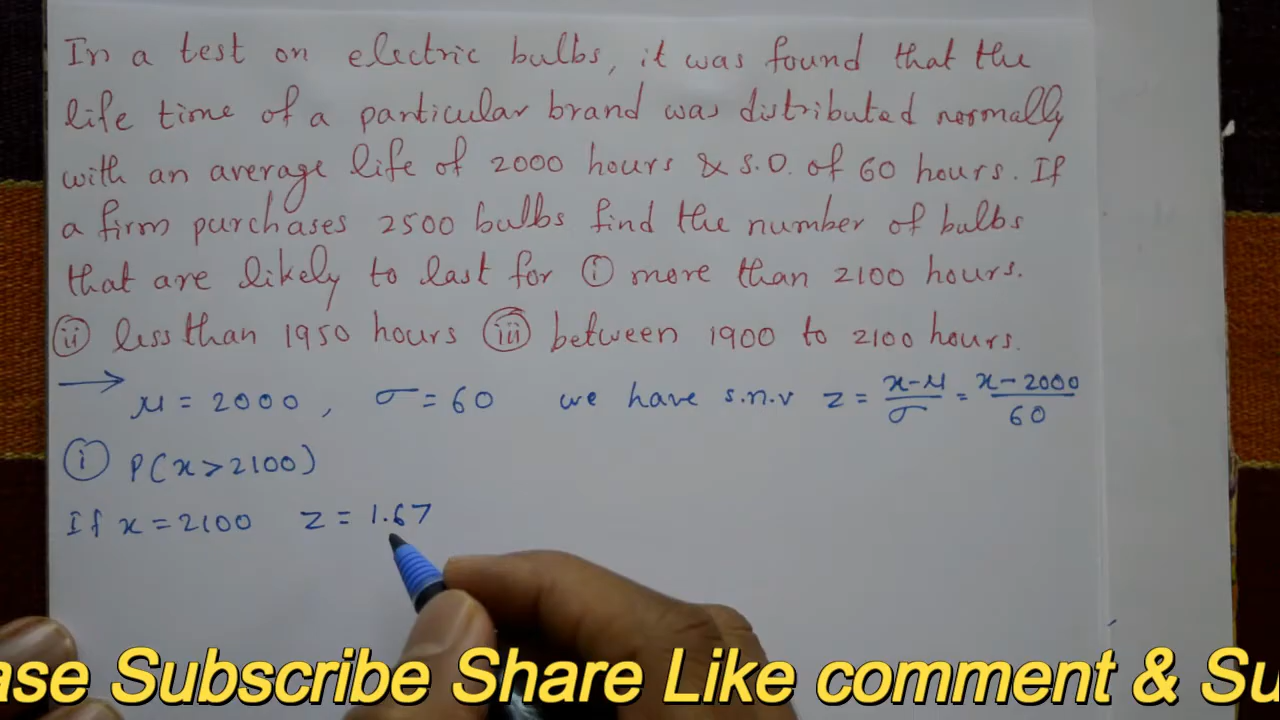 In a test on electric bulbs, it was found that the
life time of a particular brand was distributed normally
with an average life of 2000 hours & S.D. of 60 hours. If
a firm purchases 2500 bulbs find the number of bulbs
that are likely to last for (i) more than 2100 hours.
(ii) less than 1950 hours (iii) between 1900 to 2100 hours.
→ μ = 2000, σ = 60 we have s.n.v z = x-μ/σ = x-2000/60
(i) P(x>2100)
If x = 2100 z = 1.67
ase Subscribe Share Like comment & Su